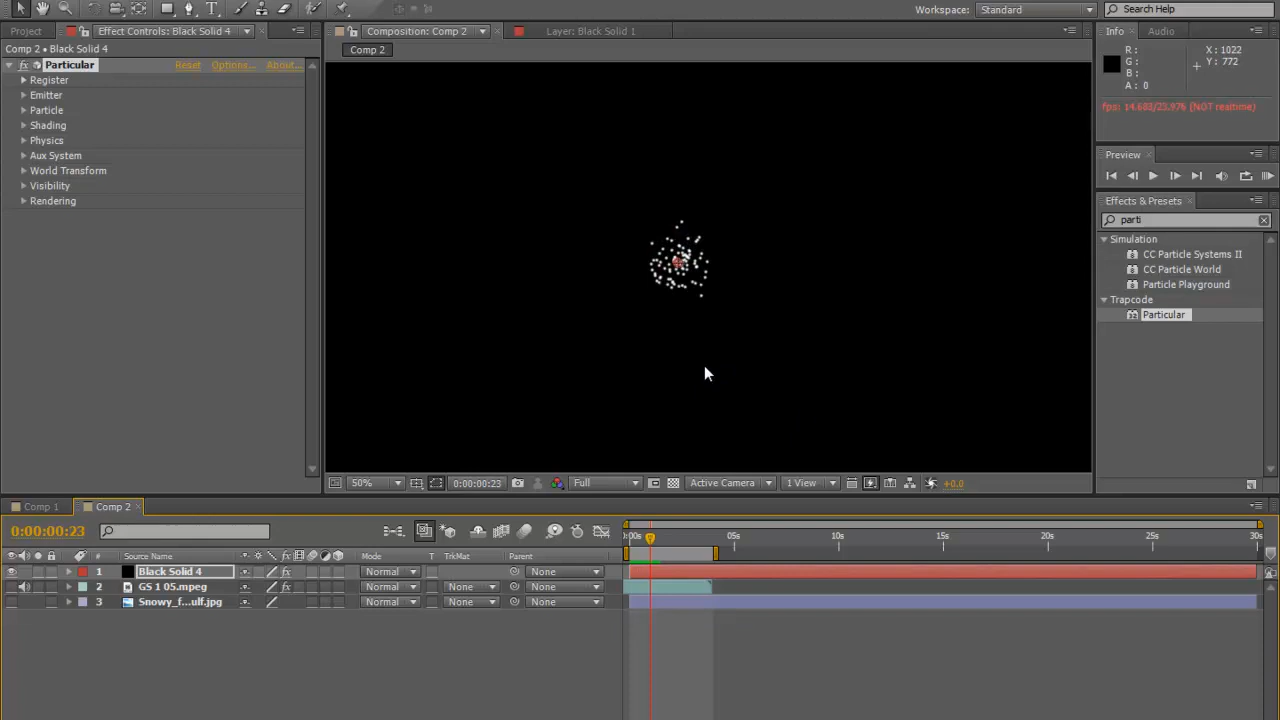 Workspace: Standard Search Help
Project Effect Controls: Black Solid 4 Composition: Comp 2 Layer: Black Solid 1 Info Audio
Comp 2 • Black Solid 4
Comp 2
Particular Reset Options... About...
Register
Emitter
Particle
Shading
Physics
Aux System
World Transform
Visibility
Rendering
R :
G :
B :
A : 0
X : 1022
Y : 772
fps: 14.683/23.976 (NOT realtime)
Preview
Effects & Presets
parti
Simulation
CC Particle Systems II
CC Particle World
Particle Playground
Trapcode
Particular
50% 0:00:00:23 Full Active Camera 1 View +0.0
Comp 1 Comp 2
0:00:00:23
0:00s 05s 10s 15s 20s 25s 30s
# Source Name Mode T TrkMat Parent
1 Black Solid 4 Normal None
2 GS 1 05.mpeg Normal None None
3 Snowy_f...ulf.jpg Normal None None